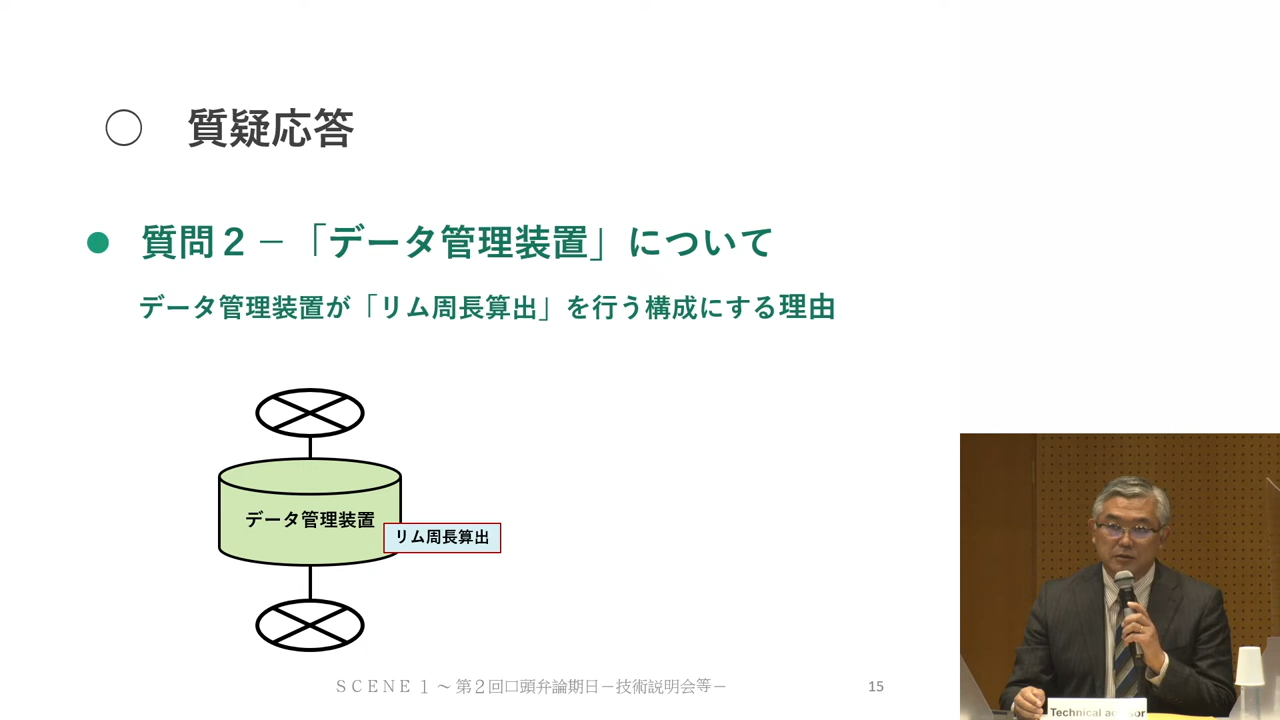 ○ 質疑応答
● 質問２－「データ管理装置」について
データ管理装置が「リム周長算出」を行う構成にする理由
データ管理装置
リム周長算出
ＳＣＥＮＥ １ ～ 第２回口頭弁論期日－技術説明会等－
15
Technical advisor